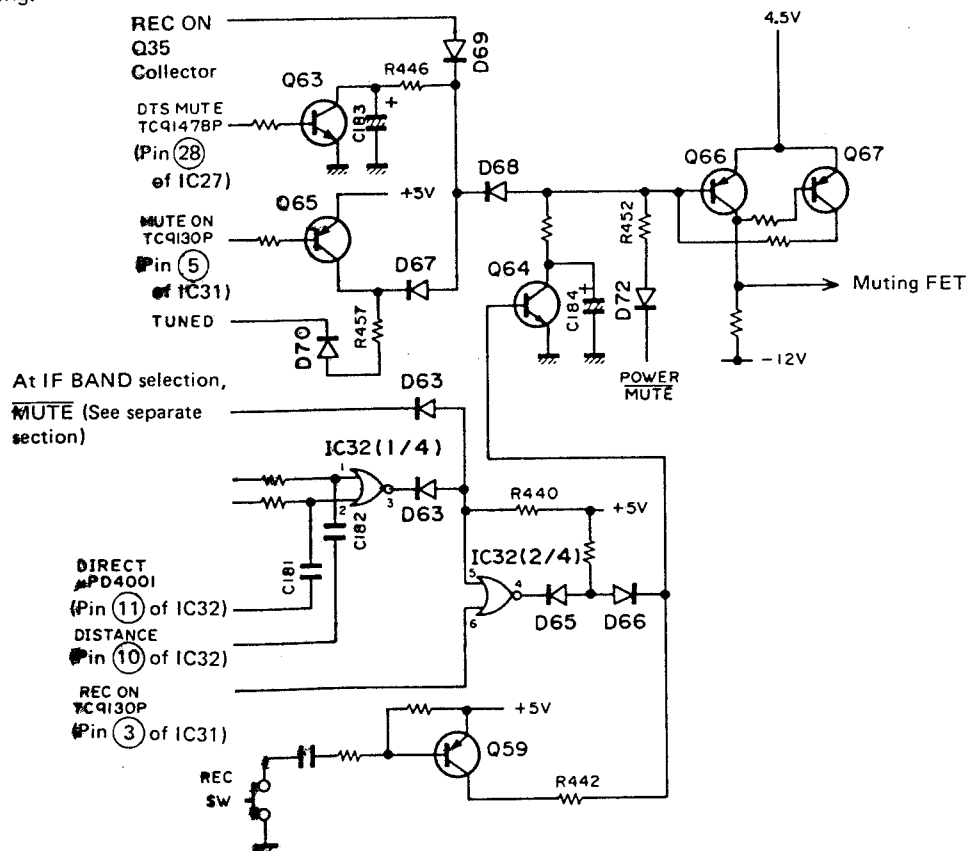 ng.
REC ON
Q35
Collector
D69
4.5V
Q63
R446
DTS MUTE
TC9147BP
(Pin 28
of IC27)
C183
+
Q66
Q67
D68
Q65
+5V
MUTE ON
TC9130P
(Pin 5
of IC31)
D67
R452
Q64
C184
+
D72
Muting FET
TUNED
D70
R457
-12V
POWER
MUTE
At IF BAND selection,
MUTE (See separate
section)
D63
IC32(1/4)
1
2
3
D63
C182
C181
R440
+5V
IC32(2/4)
DIRECT
μPD4001
(Pin 11 of IC32)
5
6
4
D65
D66
DISTANCE
(Pin 10 of IC32)
REC ON
TC9130P
(Pin 3 of IC31)
+5V
Q59
REC
SW
R442